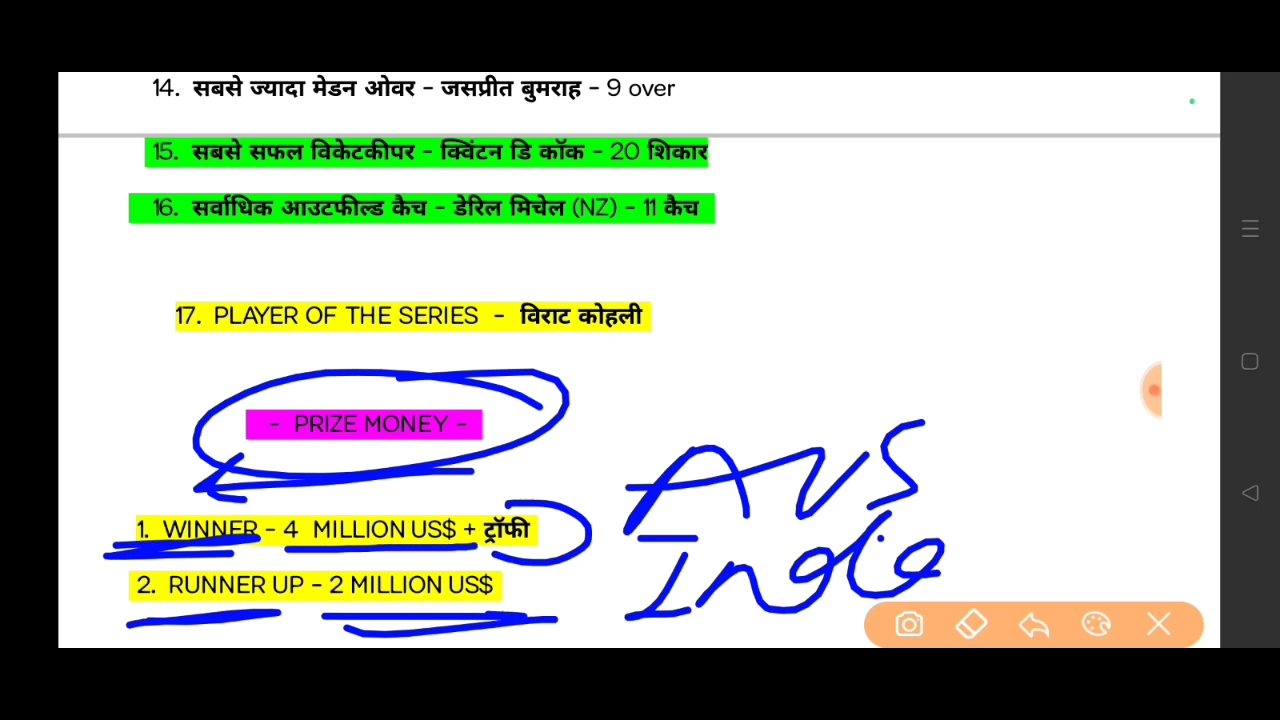 14. सबसे ज्यादा मेडन ओवर - जसप्रीत बुमराह - 9 over
15. सबसे सफल विकेटकीपर - क्विंटन डि कॉक - 20 शिकार
16. सर्वाधिक आउटफील्ड कैच - डेरिल मिचेल (NZ) - 11 कैच
17. PLAYER OF THE SERIES - विराट कोहली
- PRIZE MONEY -
1. WINNER - 4 MILLION US$ + ट्रॉफी
2. RUNNER UP - 2 MILLION US$
AUS
India